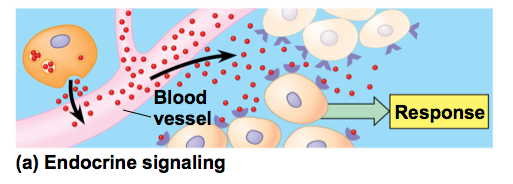 Blood
vessel
Response
(a) Endocrine signaling